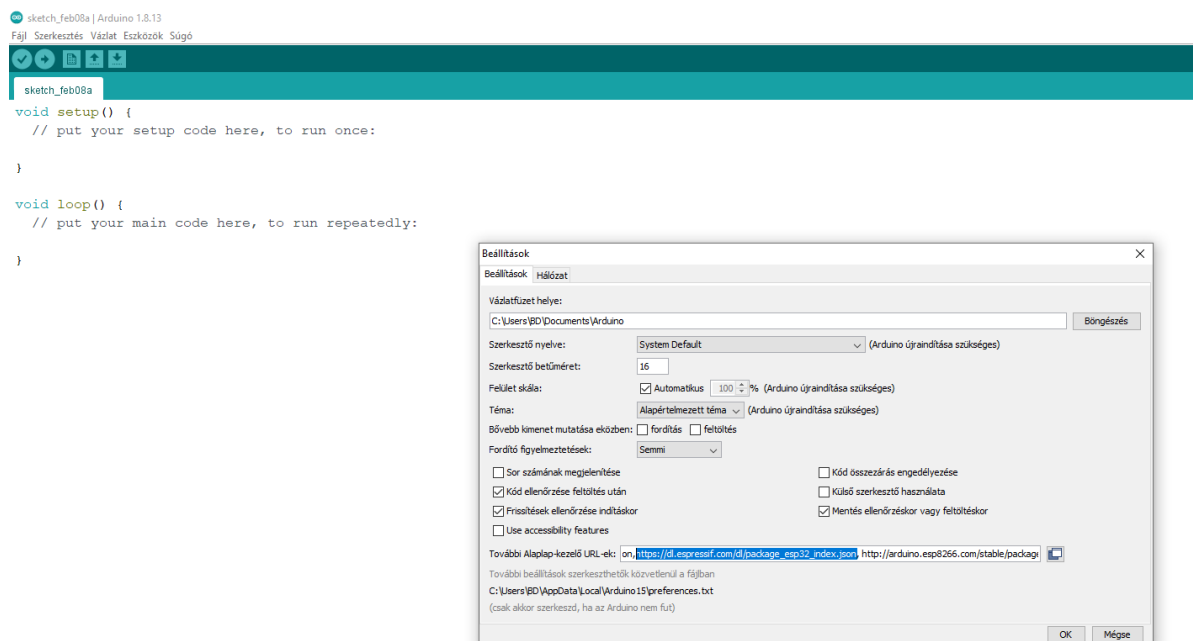 sketch_feb08a | Arduino 1.8.13
Fájl Szerkesztés Vázlat Eszközök Súgó
sketch_feb08a
void setup() {
// put your setup code here, to run once:
}
void loop() {
// put your main code here, to run repeatedly:
}
Beállítások
Beállítások Hálózat
Vázlatfüzet helye:
C:\Users\BD\Documents\Arduino Böngészés
Szerkesztő nyelve: System Default (Arduino újraindítása szükséges)
Szerkesztő betűméret: 16
Felület skála: Automatikus 100 % (Arduino újraindítása szükséges)
Téma: Alapértelmezett téma (Arduino újraindítása szükséges)
Bővebb kimenet mutatása eközben: fordítás feltöltés
Fordító figyelmeztetések: Semmi
Sor számának megjelenítése Kód összezárás engedélyezése
Kód ellenőrzése feltöltés után Külső szerkesztő használata
Frissítések ellenőrzése indításkor Mentés ellenőrzéskor vagy feltöltéskor
Use accessibility features
További Alaplap-kezelő URL-ek: on,https://dl.espressif.com/dl/package_esp32_index.json, http://arduino.esp8266.com/stable/package
További beállítások szerkeszthetők közvetlenül a fájlban
C:\Users\BD\AppData\Local\Arduino15\preferences.txt
(csak akkor szerkeszd, ha az Arduino nem fut)
OK Mégse